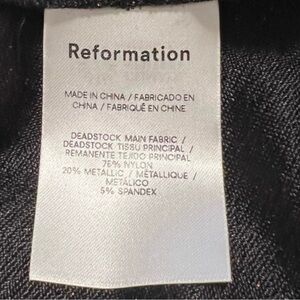 Reformation
MADE IN CHINA / FABRICADO EN
CHINA / FABRIQUÉ EN CHINE
DEADSTOCK MAIN FABRIC /
DEADSTOCK TISSU PRINCIPAL /
REMANENTE TEJIDO PRINCIPAL
75% NYLON
20% METALLIC / MÉTALLIQUE /
METÁLICO
5% SPANDEX